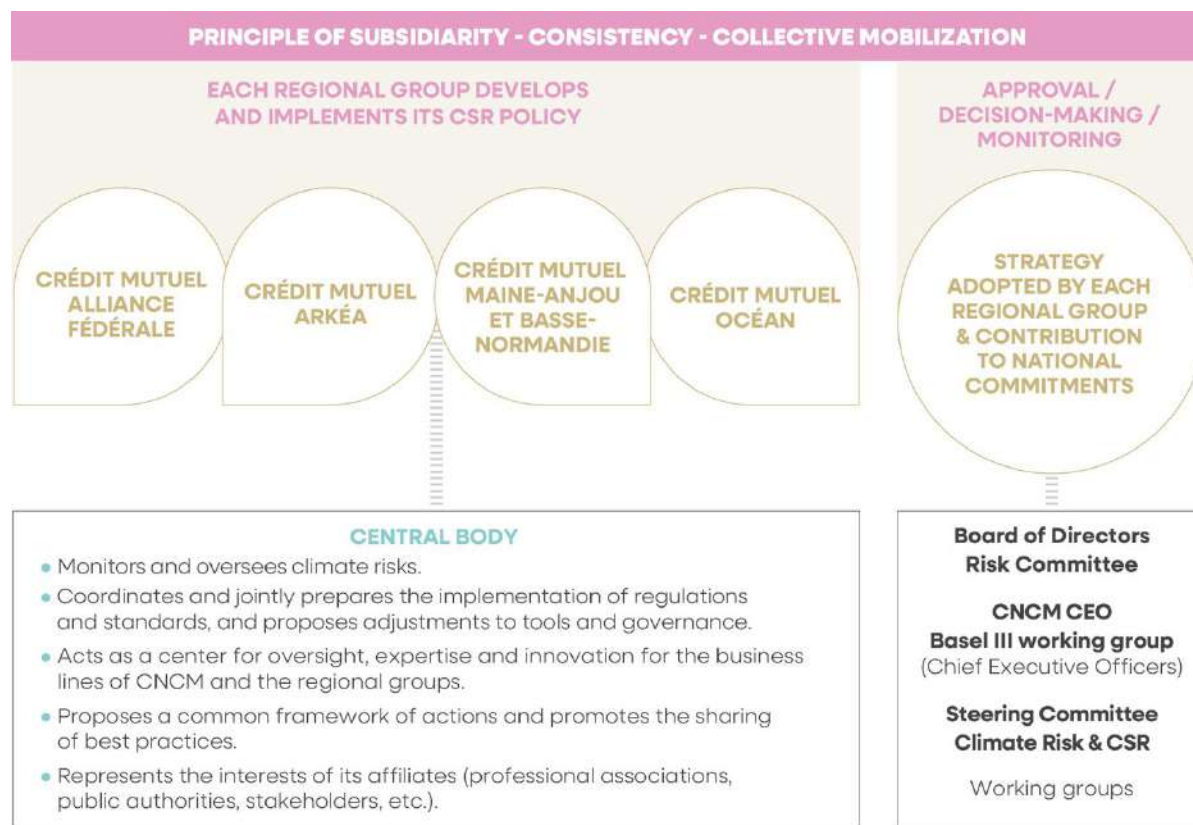 PRINCIPLE OF SUBSIDIARITY - CONSISTENCY - COLLECTIVE MOBILIZATION
EACH REGIONAL GROUP DEVELOPS
AND IMPLEMENTS ITS CSR POLICY
CRÉDIT MUTUEL
ALLIANCE
FÉDÉRALE
CRÉDIT MUTUEL
ARKÉA
CRÉDIT MUTUEL
MAINE-ANJOU
ET BASSE-
NORMANDIE
CRÉDIT MUTUEL
OCÉAN
APPROVAL /
DECISION-MAKING /
MONITORING
STRATEGY
ADOPTED BY EACH
REGIONAL GROUP
& CONTRIBUTION
TO NATIONAL
COMMITMENTS
CENTRAL BODY
• Monitors and oversees climate risks.
• Coordinates and jointly prepares the implementation of regulations
and standards, and proposes adjustments to tools and governance.
• Acts as a center for oversight, expertise and innovation for the business
lines of CNCM and the regional groups.
• Proposes a common framework of actions and promotes the sharing
of best practices.
• Represents the interests of its affiliates (professional associations,
public authorities, stakeholders, etc.).
Board of Directors
Risk Committee
CNCM CEO
Basel III working group
(Chief Executive Officers)
Steering Committee
Climate Risk & CSR
Working groups